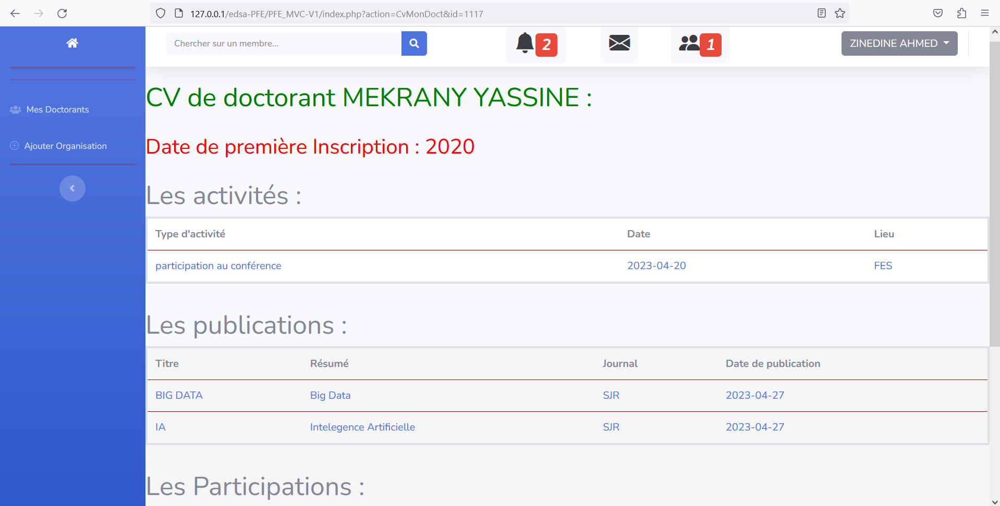 127.0.0.1/edsa-PFE/PFE_MVC-V1/index.php?action=CvMonDoct&id=1117
Chercher sur un membre...
2
1
ZINEDINE AHMED
Mes Doctorants
Ajouter Organisation
CV de doctorant MEKRANY YASSINE :
Date de première Inscription : 2020
Les activités :
Type d'activité Date Lieu
participation au conférence 2023-04-20 FES
Les publications :
Titre Résumé Journal Date de publication
BIG DATA Big Data SJR 2023-04-27
IA Intelegence Artificielle SJR 2023-04-27
Les Participations :